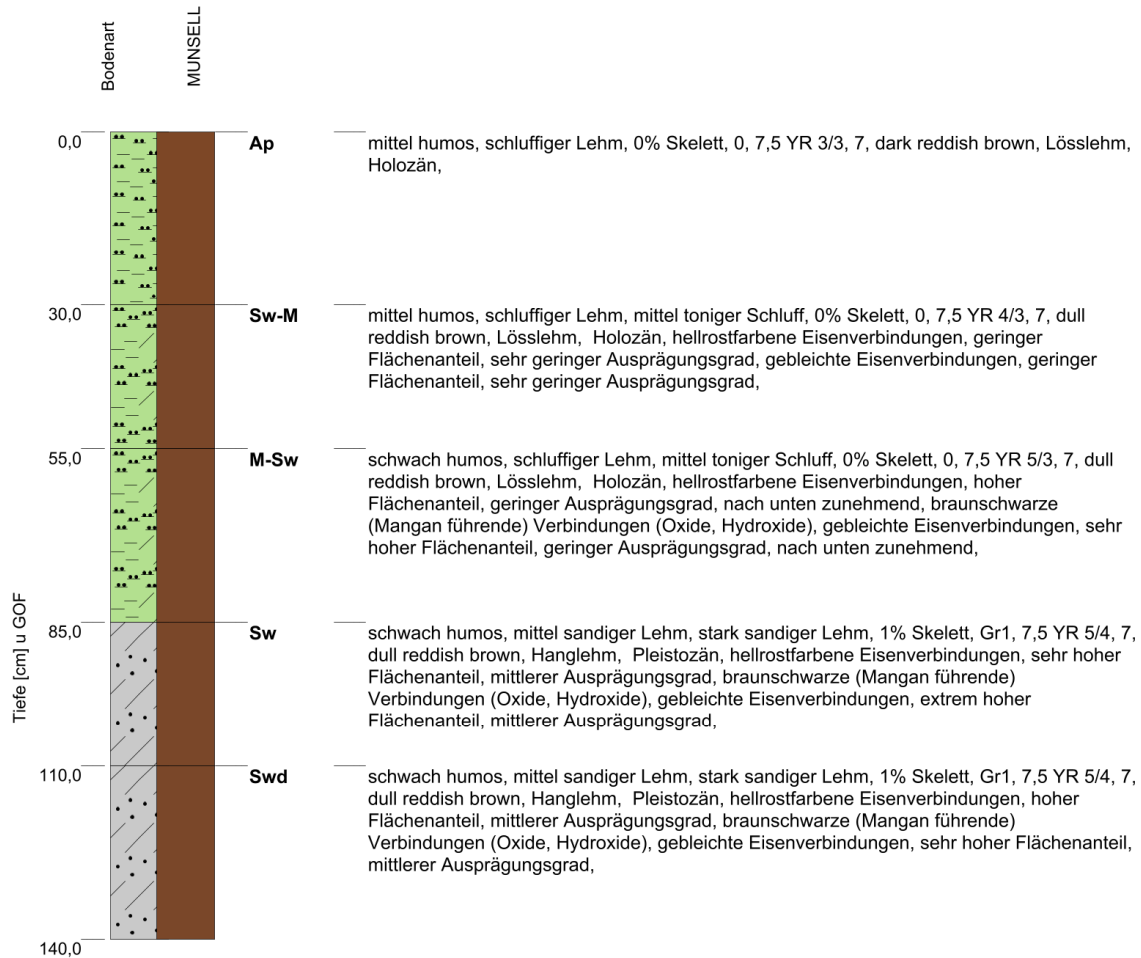 Bodenart
MUNSELL
Tiefe [cm] u GOF
0,0
Ap
mittel humos, schluffiger Lehm, 0% Skelett, 0, 7,5 YR 3/3, 7, dark reddish brown, Lösslehm,
Holozän,
30,0
Sw-M
mittel humos, schluffiger Lehm, mittel toniger Schluff, 0% Skelett, 0, 7,5 YR 4/3, 7, dull
reddish brown, Lösslehm, Holozän, hellrostfarbene Eisenverbindungen, geringer
Flächenanteil, sehr geringer Ausprägungsgrad, gebleichte Eisenverbindungen, geringer
Flächenanteil, sehr geringer Ausprägungsgrad,
55,0
M-Sw
schwach humos, schluffiger Lehm, mittel toniger Schluff, 0% Skelett, 0, 7,5 YR 5/3, 7, dull
reddish brown, Lösslehm, Holozän, hellrostfarbene Eisenverbindungen, hoher
Flächenanteil, geringer Ausprägungsgrad, nach unten zunehmend, braunschwarze
(Mangan führende) Verbindungen (Oxide, Hydroxide), gebleichte Eisenverbindungen, sehr
hoher Flächenanteil, geringer Ausprägungsgrad, nach unten zunehmend,
85,0
Sw
schwach humos, mittel sandiger Lehm, stark sandiger Lehm, 1% Skelett, Gr1, 7,5 YR 5/4, 7,
dull reddish brown, Hanglehm, Pleistozän, hellrostfarbene Eisenverbindungen, sehr hoher
Flächenanteil, mittlerer Ausprägungsgrad, braunschwarze (Mangan führende)
Verbindungen (Oxide, Hydroxide), gebleichte Eisenverbindungen, extrem hoher
Flächenanteil, mittlerer Ausprägungsgrad,
110,0
Swd
schwach humos, mittel sandiger Lehm, stark sandiger Lehm, 1% Skelett, Gr1, 7,5 YR 5/4, 7,
dull reddish brown, Hanglehm, Pleistozän, hellrostfarbene Eisenverbindungen, hoher
Flächenanteil, mittlerer Ausprägungsgrad, braunschwarze (Mangan führende)
Verbindungen (Oxide, Hydroxide), gebleichte Eisenverbindungen, sehr hoher Flächenanteil,
mittlerer Ausprägungsgrad,
140,0